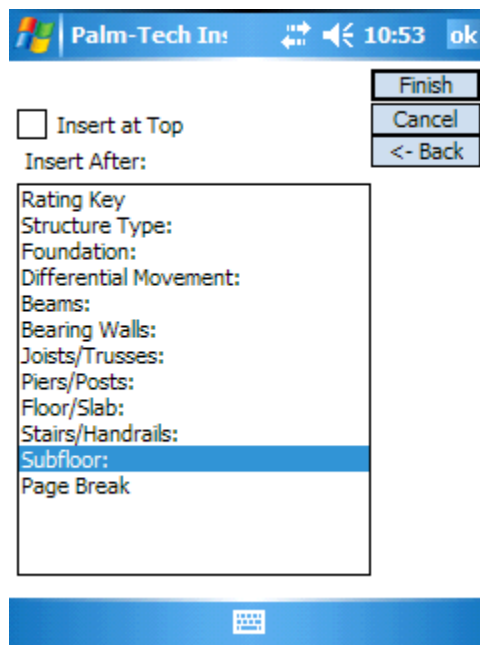 Palm-Tech Ins
10:53
ok
Finish
Cancel
<- Back
Insert at Top
Insert After:
Rating Key
Structure Type:
Foundation:
Differential Movement:
Beams:
Bearing Walls:
Joists/Trusses:
Piers/Posts:
Floor/Slab:
Stairs/Handrails:
Subfloor:
Page Break